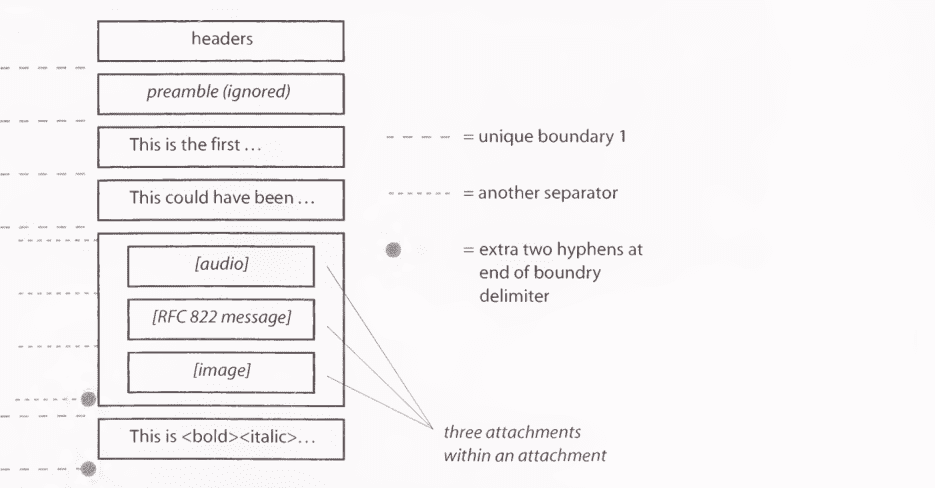 headers
preamble (ignored)
This is the first …
This could have been …
[audio]
[RFC 822 message]
[image]
This is <bold><italic>…
= unique boundary 1
= another separator
= extra two hyphens at
end of boundry
delimiter
three attachments
within an attachment